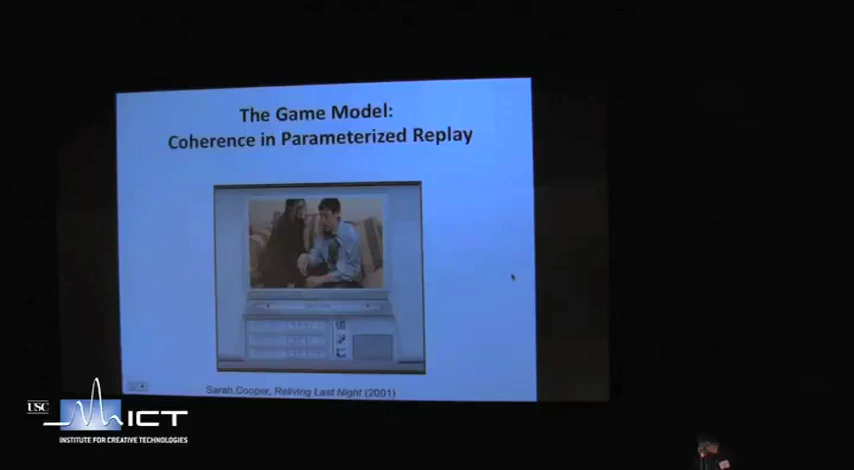 The Game Model:
Coherence in Parameterized Replay
Sarah Cooper, Reliving Last Night (2001)
USC
ICT
INSTITUTE FOR CREATIVE TECHNOLOGIES